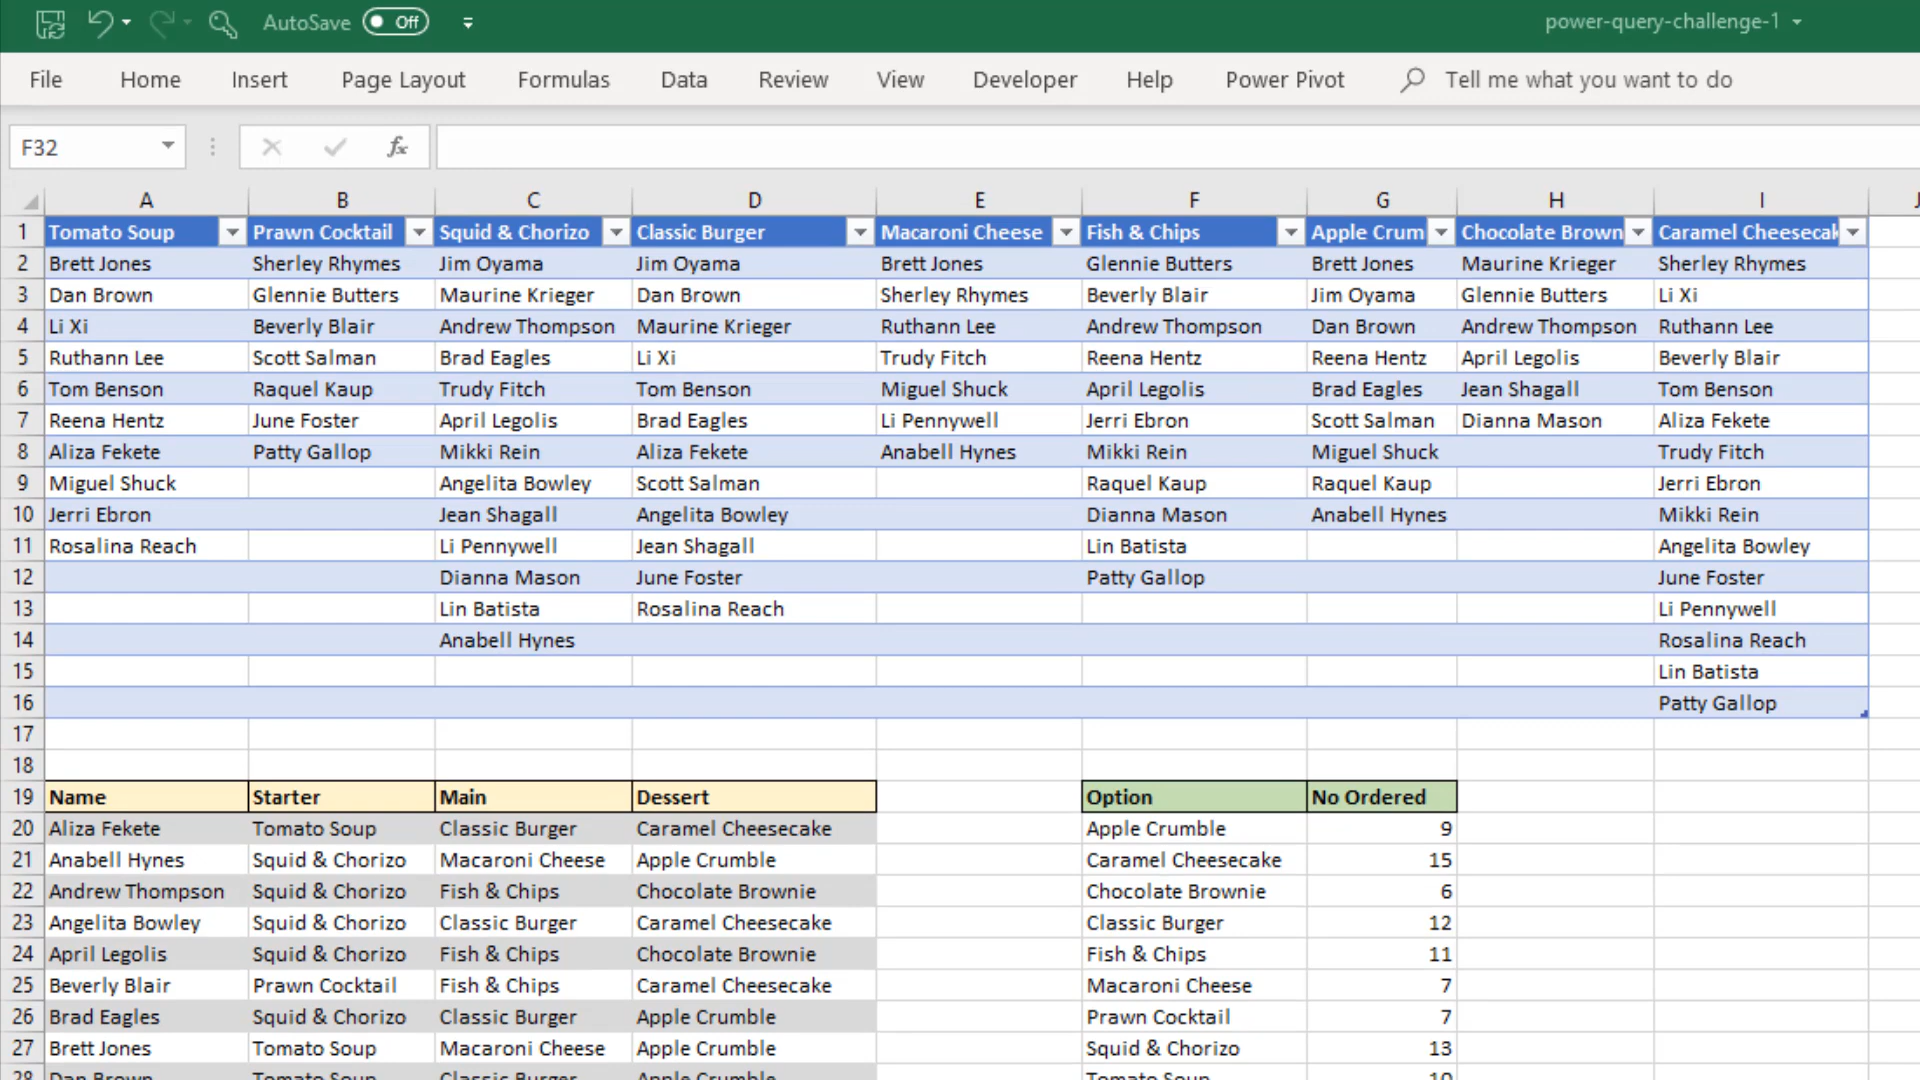 AutoSave Off power-query-challenge-1
File Home Insert Page Layout Formulas Data Review View Developer Help Power Pivot Tell me what you want to do
F32 fx
A B C D E F G H I
1 Tomato Soup Prawn Cocktail Squid & Chorizo Classic Burger Macaroni Cheese Fish & Chips Apple Crum Chocolate Brown Caramel Cheesecak
2 Brett Jones Sherley Rhymes Jim Oyama Jim Oyama Brett Jones Glennie Butters Brett Jones Maurine Krieger Sherley Rhymes
3 Dan Brown Glennie Butters Maurine Krieger Dan Brown Sherley Rhymes Beverly Blair Jim Oyama Glennie Butters Li Xi
4 Li Xi Beverly Blair Andrew Thompson Maurine Krieger Ruthann Lee Andrew Thompson Dan Brown Andrew Thompson Ruthann Lee
5 Ruthann Lee Scott Salman Brad Eagles Li Xi Trudy Fitch Reena Hentz Reena Hentz April Legolis Beverly Blair
6 Tom Benson Raquel Kaup Trudy Fitch Tom Benson Miguel Shuck April Legolis Brad Eagles Jean Shagall Tom Benson
7 Reena Hentz June Foster April Legolis Brad Eagles Li Pennywell Jerri Ebron Scott Salman Dianna Mason Aliza Fekete
8 Aliza Fekete Patty Gallop Mikki Rein Aliza Fekete Anabell Hynes Mikki Rein Miguel Shuck Trudy Fitch
9 Miguel Shuck Angelita Bowley Scott Salman Raquel Kaup Raquel Kaup Jerri Ebron
10 Jerri Ebron Jean Shagall Angelita Bowley Dianna Mason Anabell Hynes Mikki Rein
11 Rosalina Reach Li Pennywell Jean Shagall Lin Batista Angelita Bowley
12 Dianna Mason June Foster Patty Gallop June Foster
13 Lin Batista Rosalina Reach Li Pennywell
14 Anabell Hynes Rosalina Reach
15 Lin Batista
16 Patty Gallop
17
18
19 Name Starter Main Dessert Option No Ordered
20 Aliza Fekete Tomato Soup Classic Burger Caramel Cheesecake Apple Crumble 9
21 Anabell Hynes Squid & Chorizo Macaroni Cheese Apple Crumble Caramel Cheesecake 15
22 Andrew Thompson Squid & Chorizo Fish & Chips Chocolate Brownie Chocolate Brownie 6
23 Angelita Bowley Squid & Chorizo Classic Burger Caramel Cheesecake Classic Burger 12
24 April Legolis Squid & Chorizo Fish & Chips Chocolate Brownie Fish & Chips 11
25 Beverly Blair Prawn Cocktail Fish & Chips Caramel Cheesecake Macaroni Cheese 7
26 Brad Eagles Squid & Chorizo Classic Burger Apple Crumble Prawn Cocktail 7
27 Brett Jones Tomato Soup Macaroni Cheese Apple Crumble Squid & Chorizo 13
28 Dan Brown Tomato Soup Classic Burger Apple Crumble Tomato Soup 10